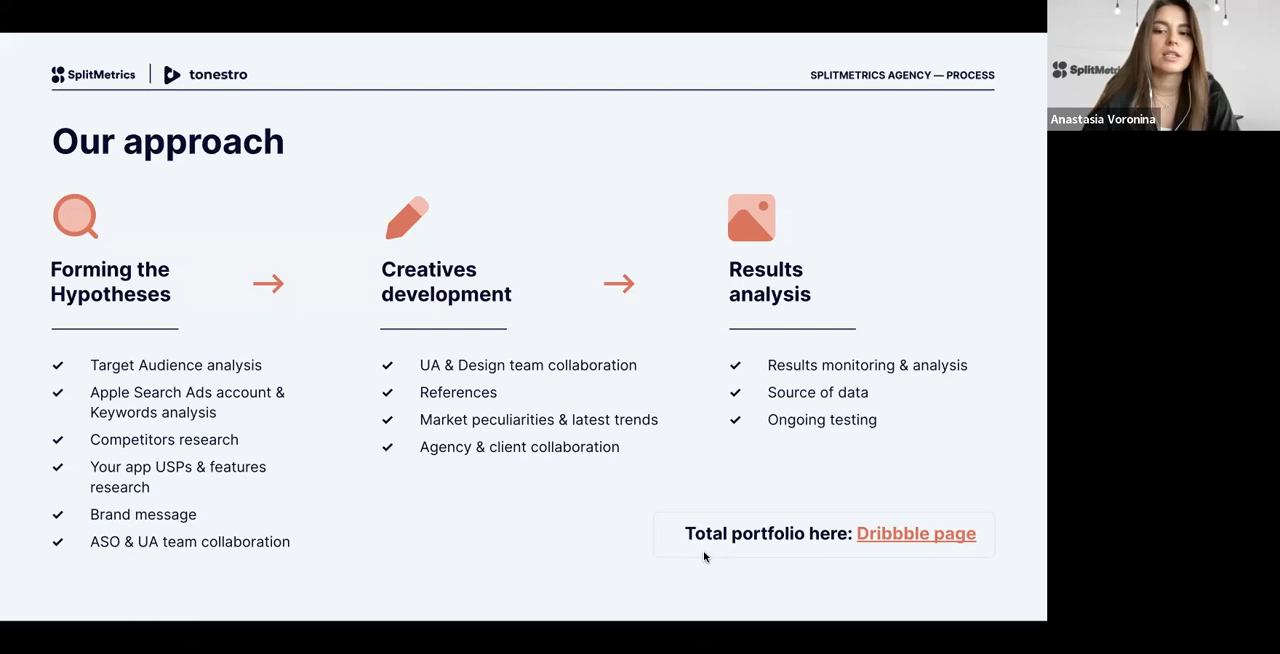 SplitMetrics
tonestro
SPLITMETRICS AGENCY — PROCESS
Our approach
Forming the
Hypotheses
Target Audience analysis
Apple Search Ads account &
Keywords analysis
Competitors research
Your app USPs & features
research
Brand message
ASO & UA team collaboration
Creatives
development
UA & Design team collaboration
References
Market peculiarities & latest trends
Agency & client collaboration
Results
analysis
Results monitoring & analysis
Source of data
Ongoing testing
Total portfolio here: Dribbble page
SplitMetri
Anastasia Voronina